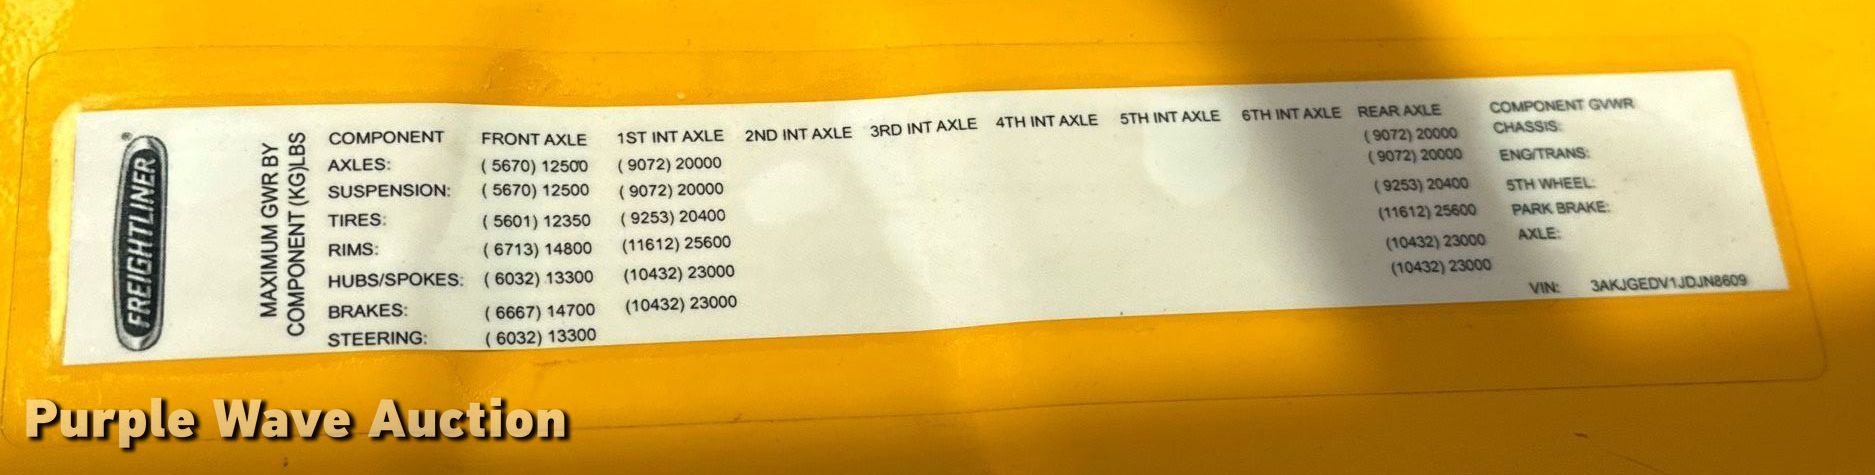 FREIGHTLINER®
MAXIMUM GWR BY
COMPONENT (KG)LBS
COMPONENT FRONT AXLE 1ST INT AXLE 2ND INT AXLE 3RD INT AXLE 4TH INT AXLE 5TH INT AXLE 6TH INT AXLE REAR AXLE COMPONENT GVWR
AXLES: ( 5670) 12500 ( 9072) 20000 ( 9072) 20000 CHASSIS:
SUSPENSION: ( 5670) 12500 ( 9072) 20000 ( 9072) 20000 ENG/TRANS:
TIRES: ( 5601) 12350 ( 9253) 20400 ( 9253) 20400 5TH WHEEL:
RIMS: ( 6713) 14800 (11612) 25600 (11612) 25600 PARK BRAKE:
HUBS/SPOKES: ( 6032) 13300 (10432) 23000 (10432) 23000 AXLE:
BRAKES: ( 6667) 14700 (10432) 23000 (10432) 23000
STEERING: ( 6032) 13300
VIN: 3AKJGEDV1JDJN8609
Purple Wave Auction